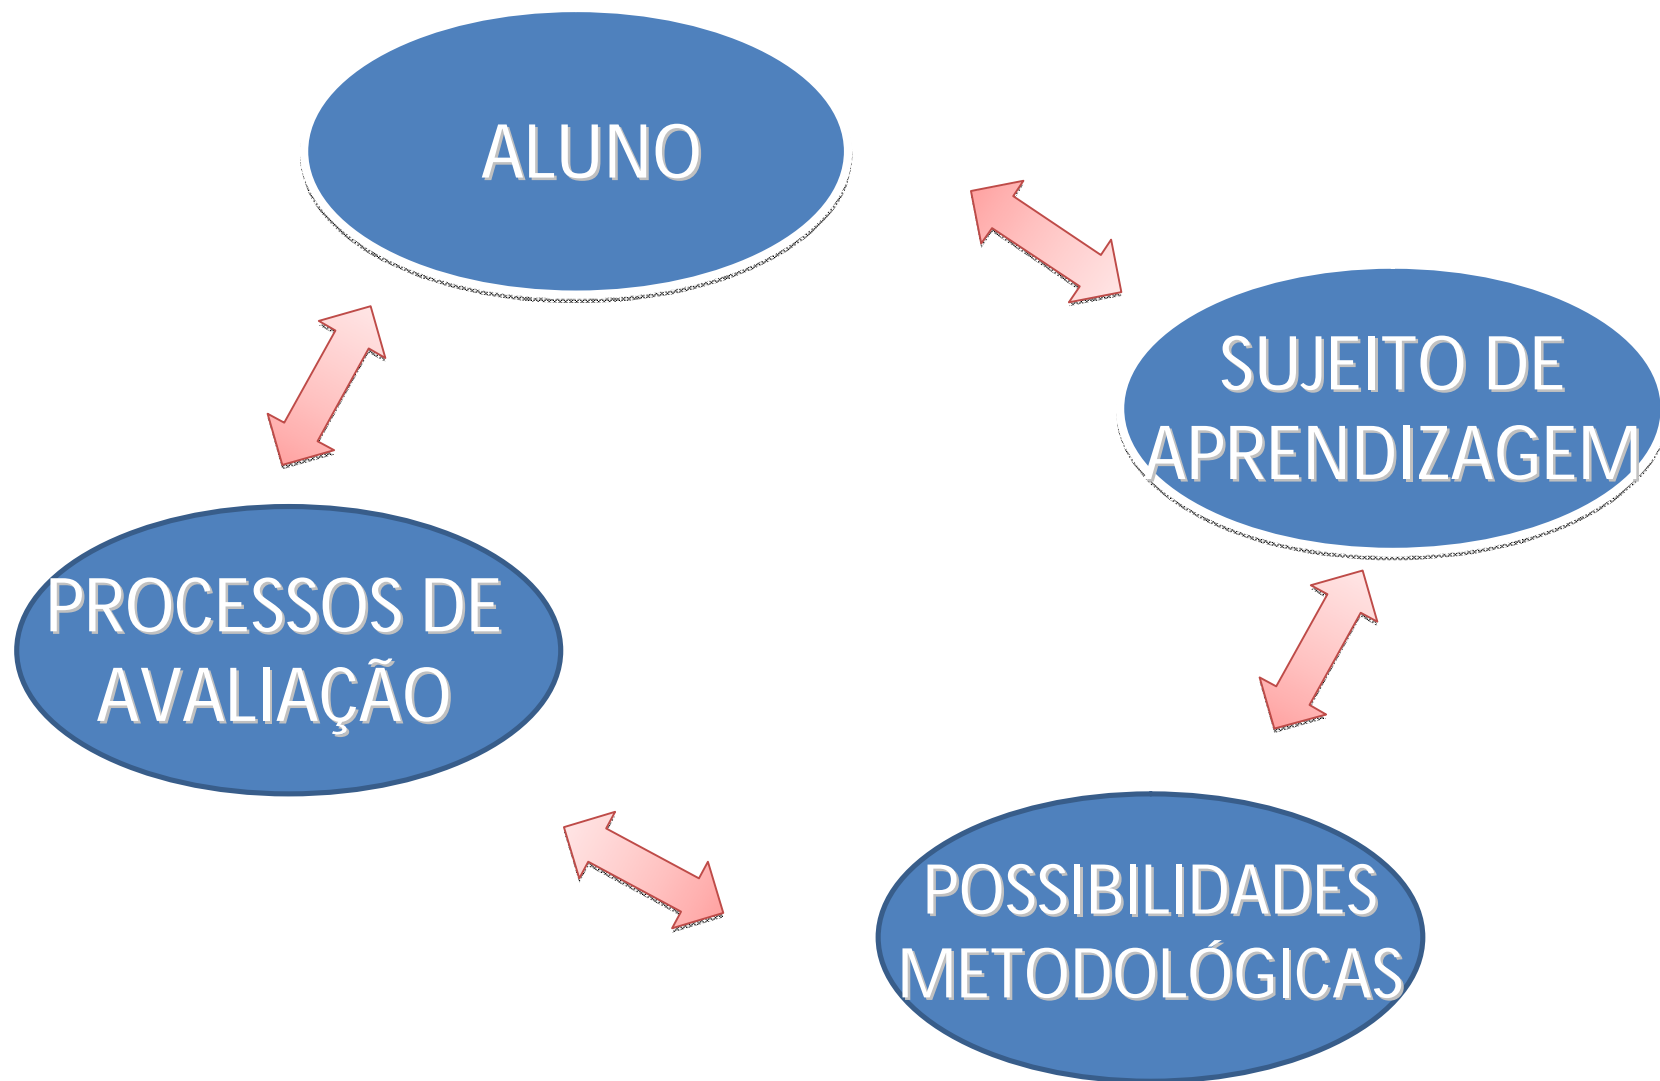 ALUNO
SUJEITO DE
APRENDIZAGEM
PROCESSOS DE
AVALIAÇÃO
POSSIBILIDADES
METODOLÓGICAS